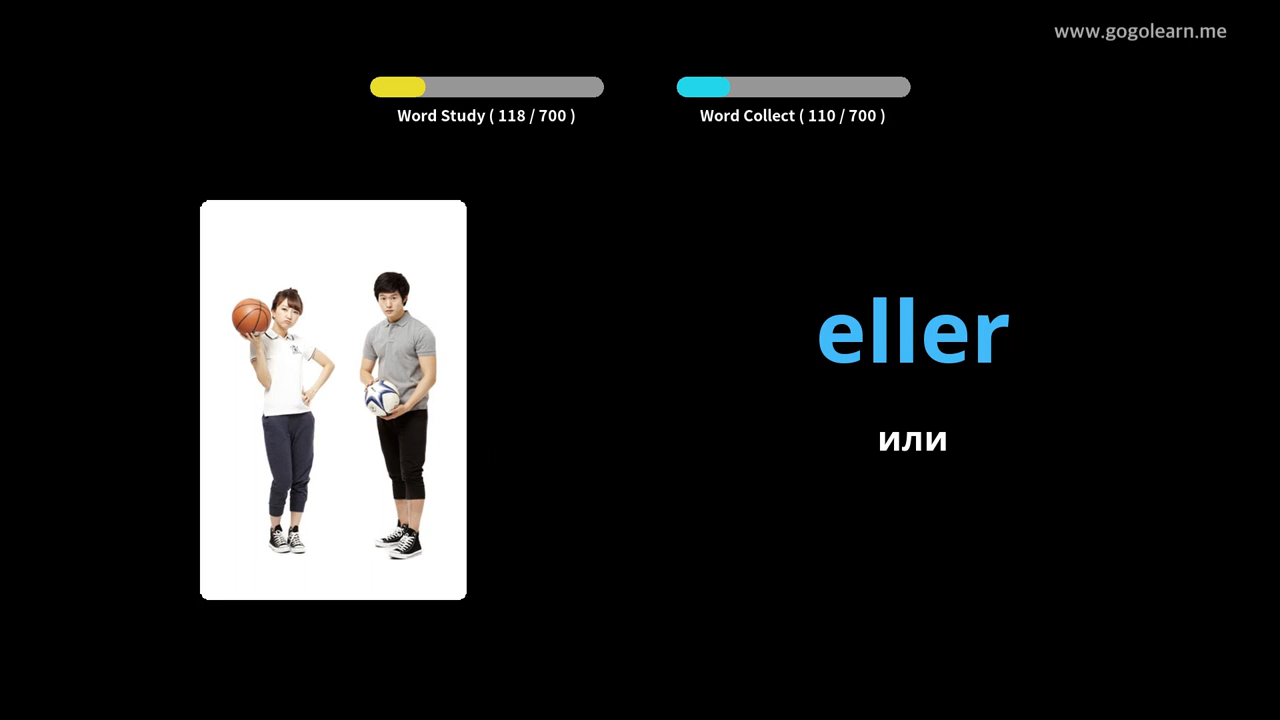 www.gogolearn.me
Word Study ( 118 / 700 )
Word Collect ( 110 / 700 )
eller
или